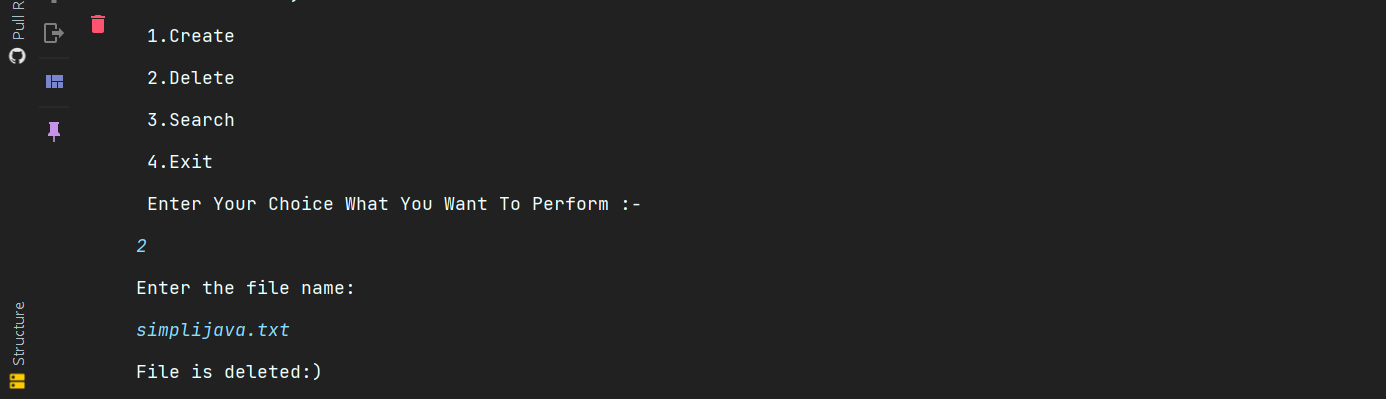 Pull R
1.Create
2.Delete
3.Search
4.Exit
Enter Your Choice What You Want To Perform :-
2
Enter the file name:
simplijava.txt
File is deleted:)
Structure